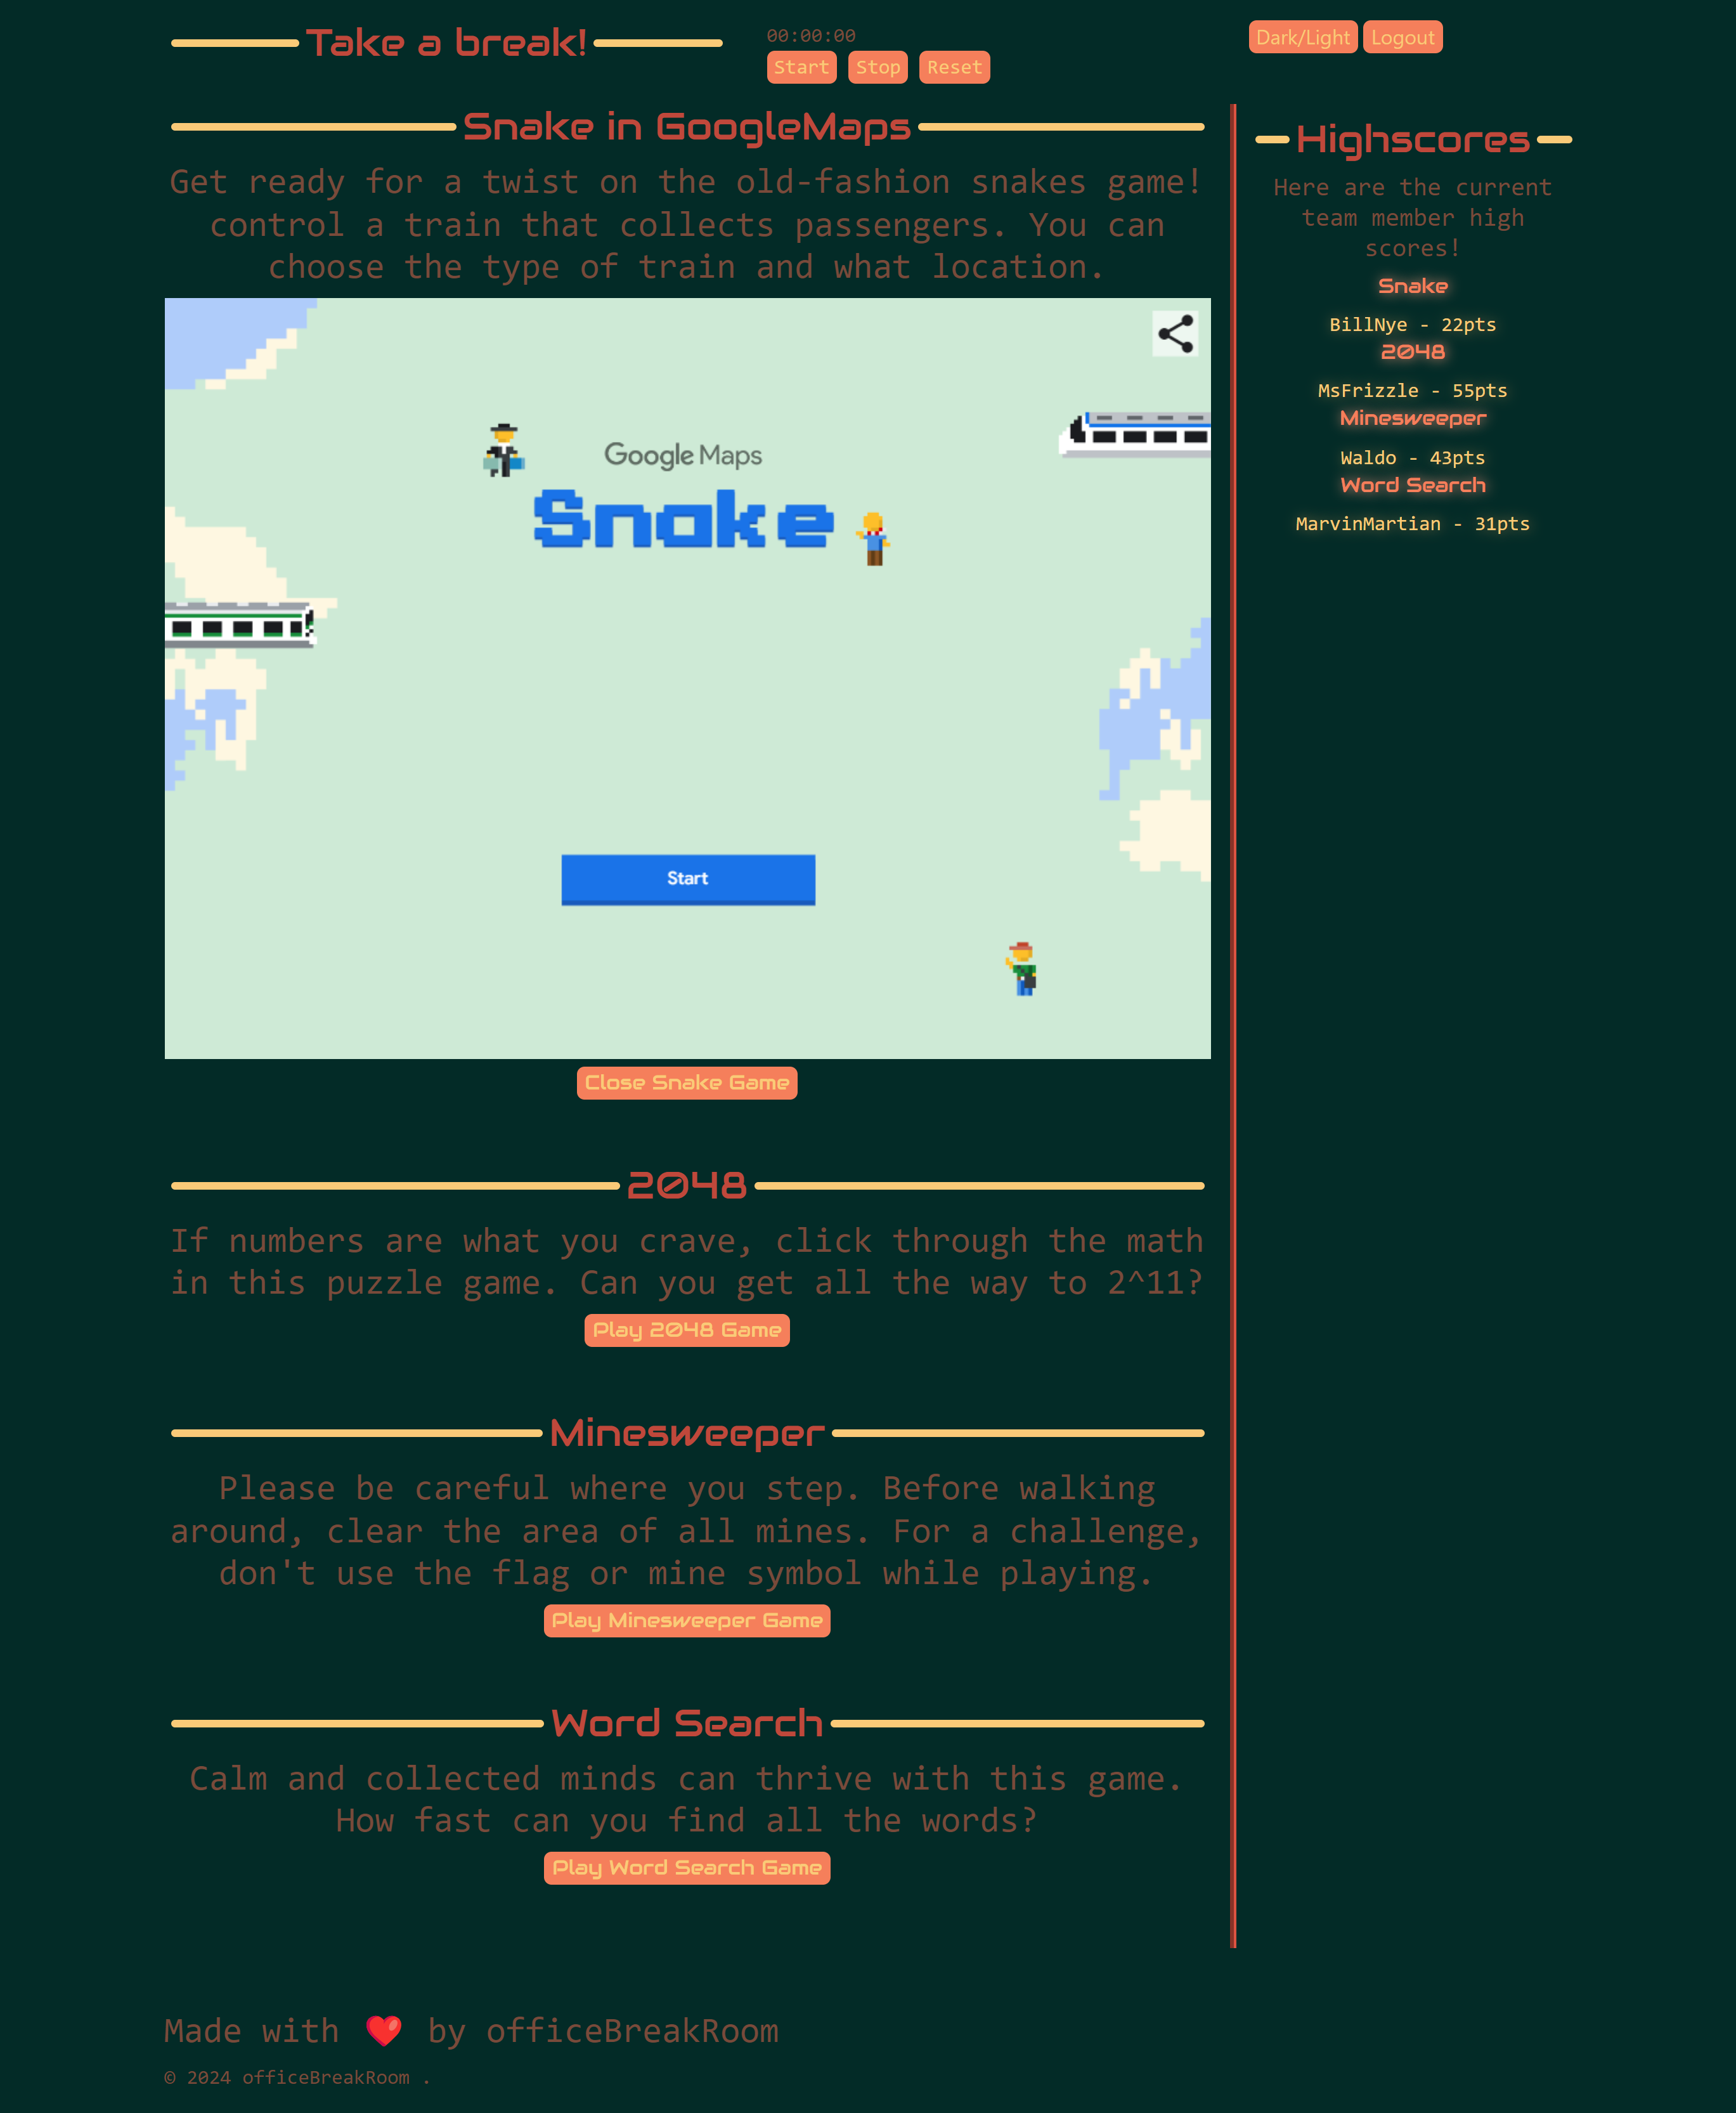 Take a break!
00:00:00
Start Stop Reset
Dark/Light Logout
Snake in GoogleMaps
Get ready for a twist on the old-fashion snakes game!
control a train that collects passengers. You can
choose the type of train and what location.
Google Maps
Snake
Start
Close Snake Game
2048
If numbers are what you crave, click through the math
in this puzzle game. Can you get all the way to 2^11?
Play 2048 Game
Minesweeper
Please be careful where you step. Before walking
around, clear the area of all mines. For a challenge,
don't use the flag or mine symbol while playing.
Play Minesweeper Game
Word Search
Calm and collected minds can thrive with this game.
How fast can you find all the words?
Play Word Search Game
Highscores
Here are the current
team member high
scores!
Snake
BillNye - 22pts
2048
MsFrizzle - 55pts
Minesweeper
Waldo - 43pts
Word Search
MarvinMartian - 31pts
Made with ❤️ by officeBreakRoom
© 2024 officeBreakRoom .